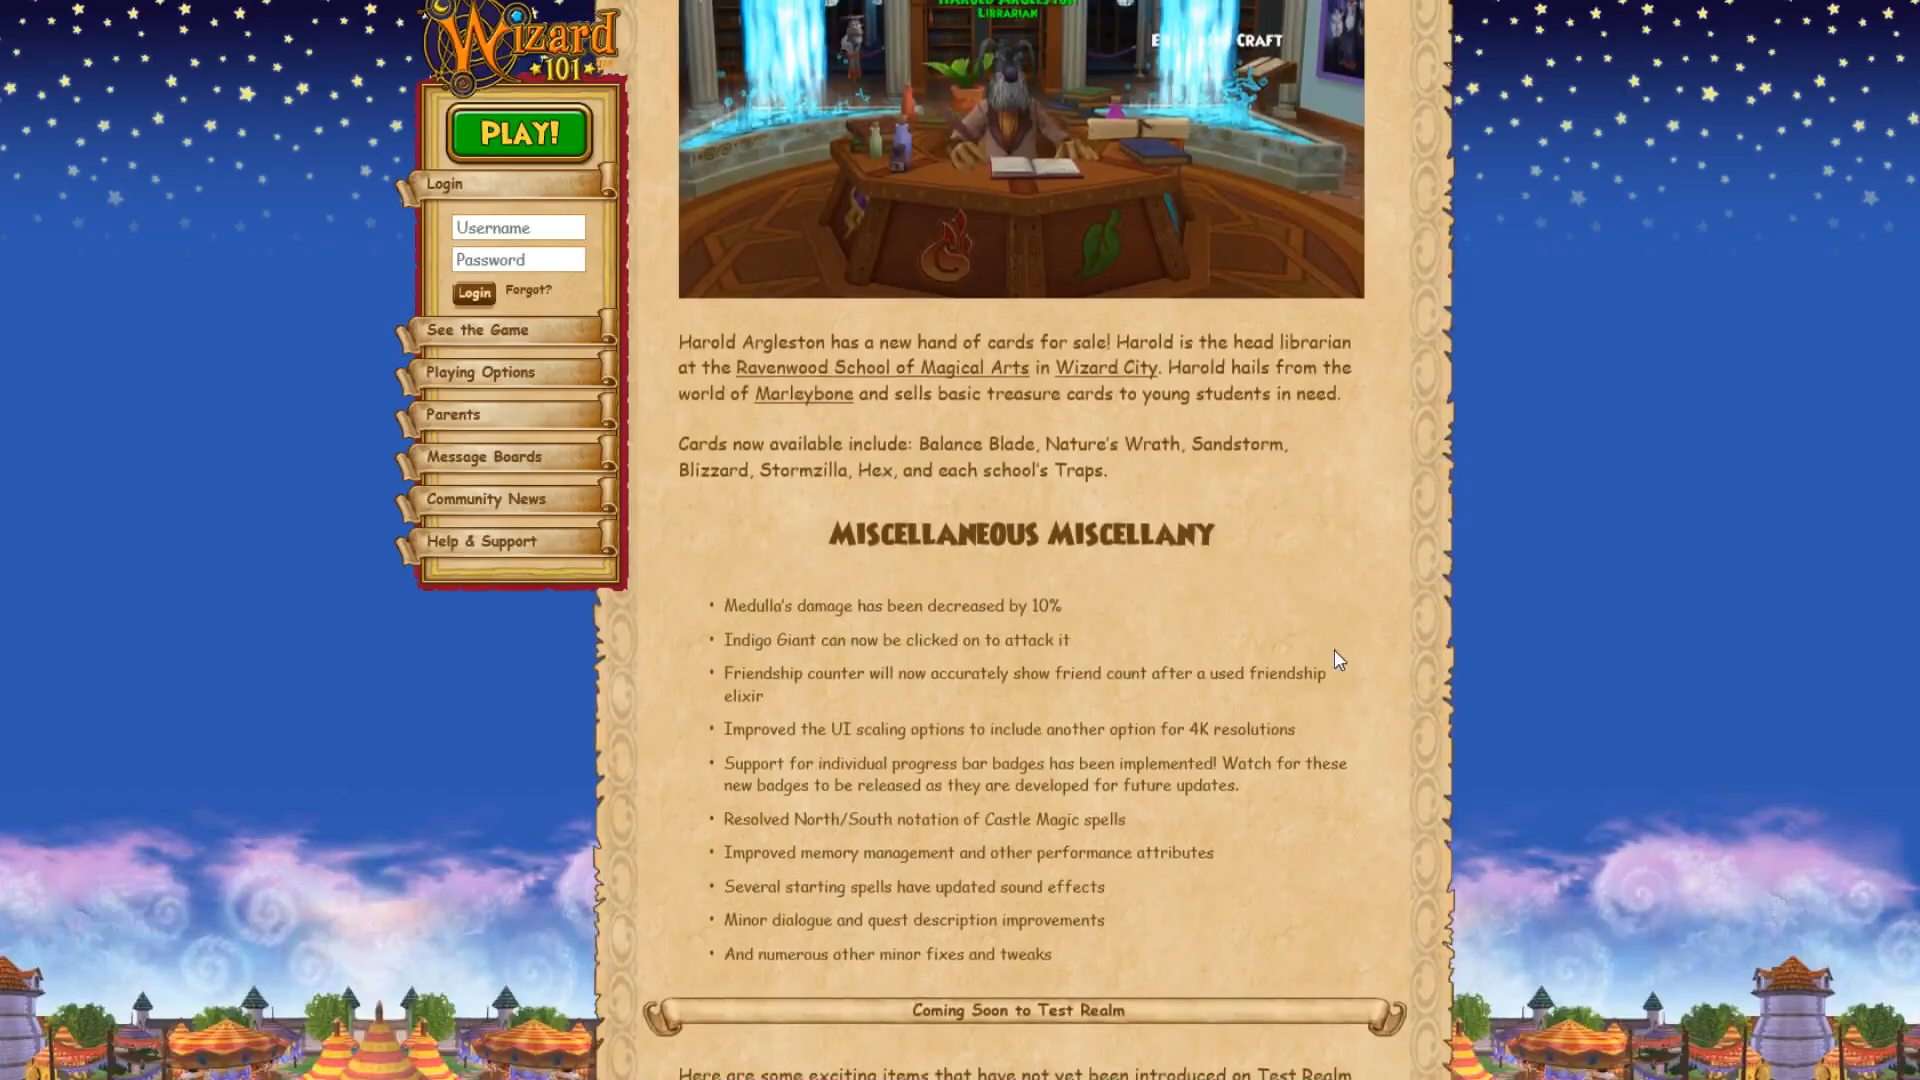 Wizard
101
PLAY!
Login
Username
Password
Login Forgot?
See the Game
Playing Options
Parents
Message Boards
Community News
Help & Support
HAROLD ARGLESTON
LIBRARIAN
CRAFT
Harold Argleston has a new hand of cards for sale! Harold is the head librarian
at the Ravenwood School of Magical Arts in Wizard City. Harold hails from the
world of Marleybone and sells basic treasure cards to young students in need.
Cards now available include: Balance Blade, Nature's Wrath, Sandstorm,
Blizzard, Stormzilla, Hex, and each school's Traps.
MISCELLANEOUS MISCELLANY
• Medulla's damage has been decreased by 10%
• Indigo Giant can now be clicked on to attack it
• Friendship counter will now accurately show friend count after a used friendship
elixir
• Improved the UI scaling options to include another option for 4K resolutions
• Support for individual progress bar badges has been implemented! Watch for these
new badges to be released as they are developed for future updates.
• Resolved North/South notation of Castle Magic spells
• Improved memory management and other performance attributes
• Several starting spells have updated sound effects
• Minor dialogue and quest description improvements
• And numerous other minor fixes and tweaks
Coming Soon to Test Realm
Here are some exciting items that have not yet been introduced on Test Realm